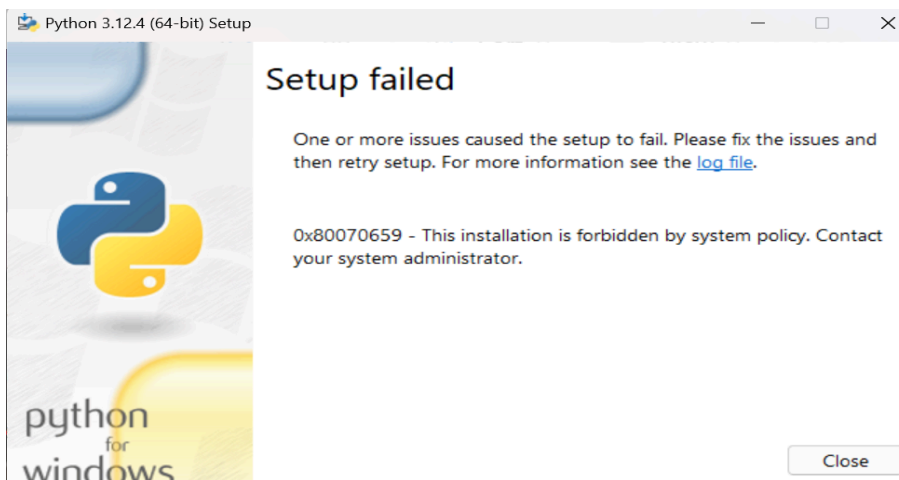 Python 3.12.4 (64-bit) Setup
Setup failed
One or more issues caused the setup to fail. Please fix the issues and
then retry setup. For more information see the log file.
0x80070659 - This installation is forbidden by system policy. Contact
your system administrator.
python
for
windows
Close